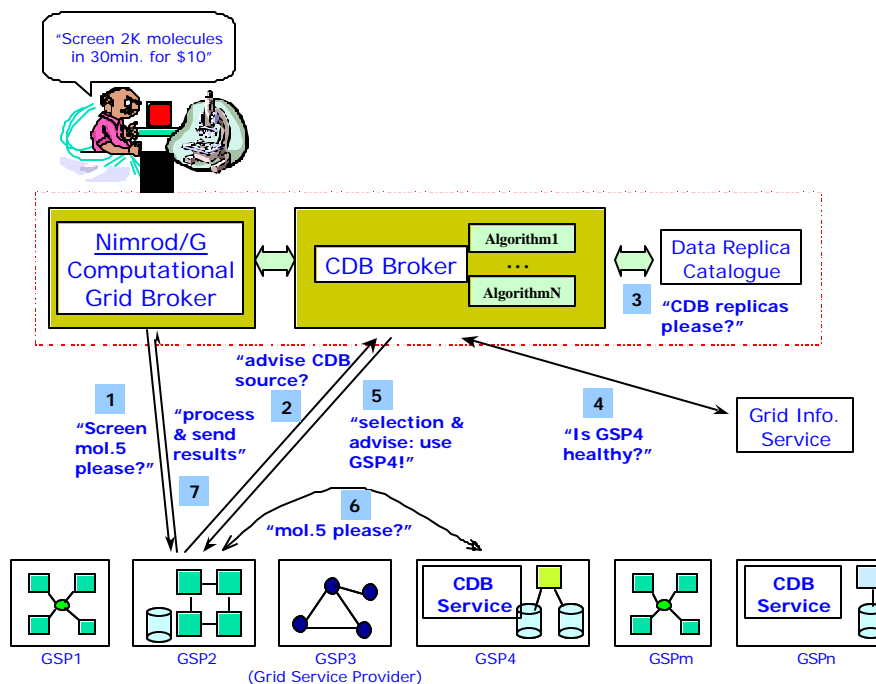 “Screen 2K molecules
in 30min. for $10”
Nimrod/G
Computational
Grid Broker
CDB Broker
Algorithm1
...
AlgorithmN
Data Replica
Catalogue
3
“CDB replicas
please?”
1
“Screen
mol.5
please?”
“advise CDB
source?
2
“process
& send
results”
7
5
“selection &
advise: use
GSP4!”
4
“Is GSP4
healthy?”
Grid Info.
Service
6
“mol.5 please?”
CDB
Service
CDB
Service
GSP1
GSP2
GSP3
(Grid Service Provider)
GSP4
GSPm
GSPn